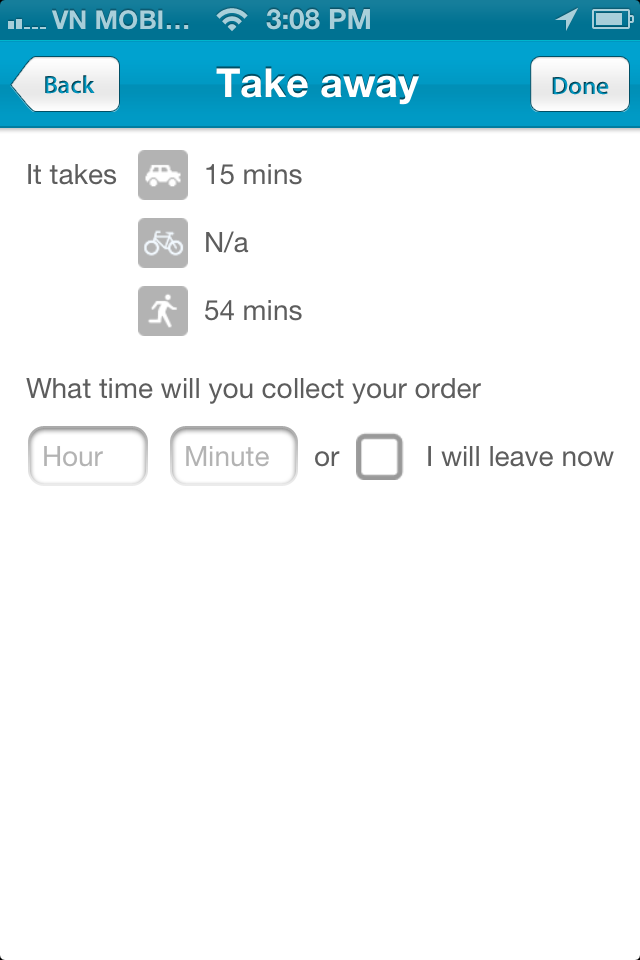 VN MOBI... 3:08 PM
Back Take away Done
It takes 15 mins
N/a
54 mins
What time will you collect your order
Hour Minute or I will leave now